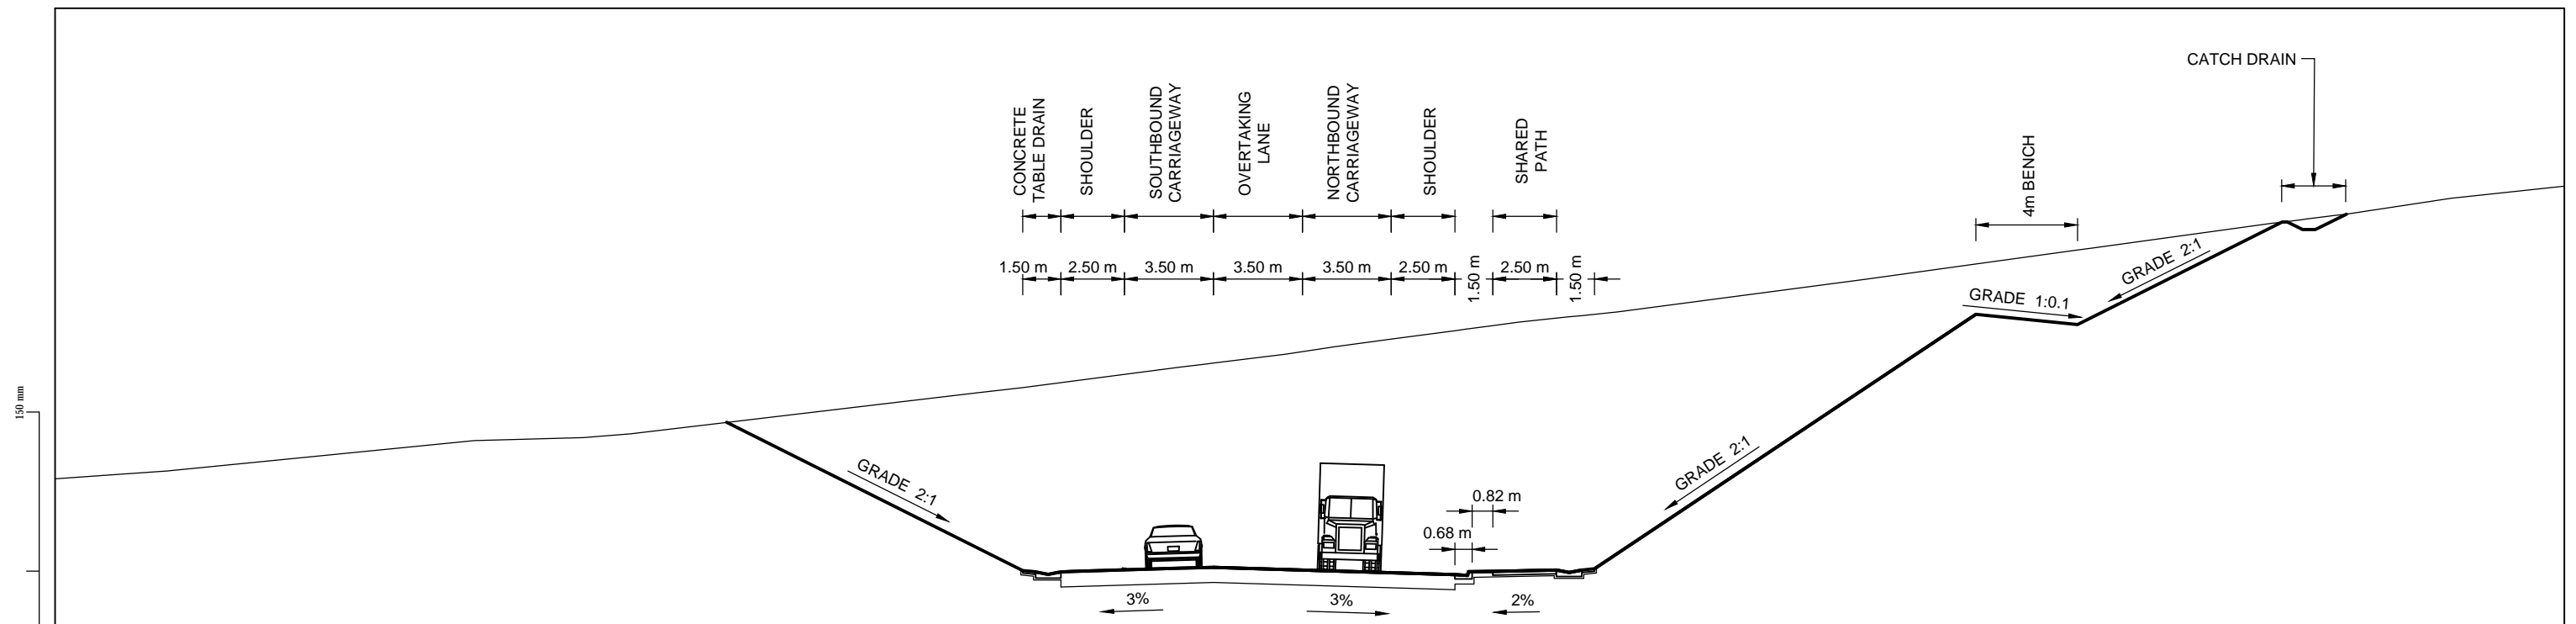 CATCH DRAIN
CONCRETE
TABLE DRAIN
SHOULDER
SOUTHBOUND
CARRIAGEWAY
OVERTAKING
LANE
NORTHBOUND
CARRIAGEWAY
SHOULDER
SHARED
PATH
4m BENCH
1.50 m
2.50 m
3.50 m
3.50 m
3.50 m
2.50 m
1.50 m
2.50 m
1.50 m
GRADE 2:1
GRADE 1:0.1
150 mm
GRADE 2:1
GRADE 2:1
0.82 m
0.68 m
3%
3%
2%